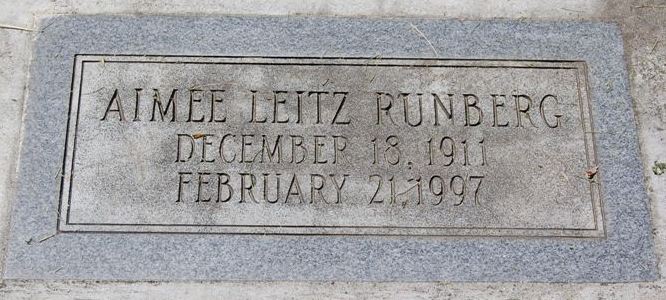 AIMEE LEITZ RUNBERG
DECEMBER 18, 1911
FEBRUARY 21, 1997